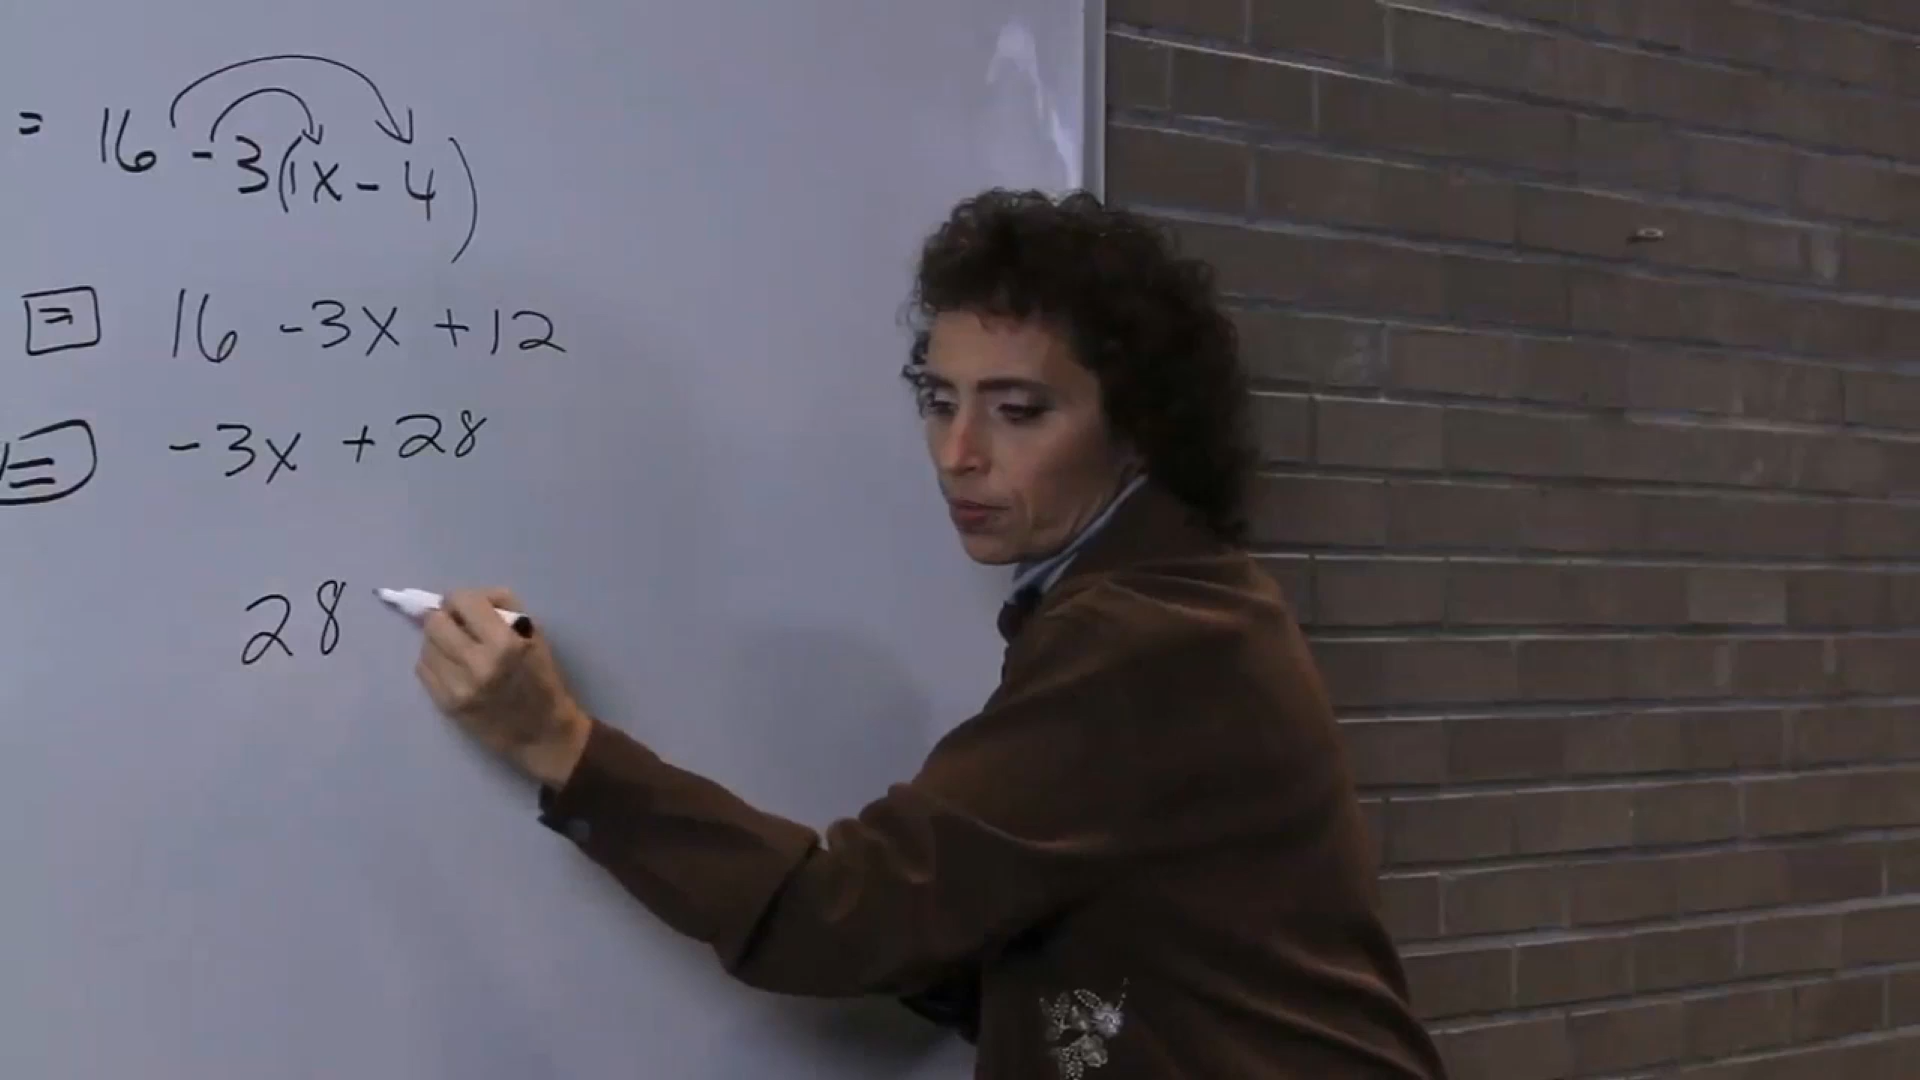 = 16 - 3(1x - 4)
= 16 - 3x + 12
= -3x + 28
28